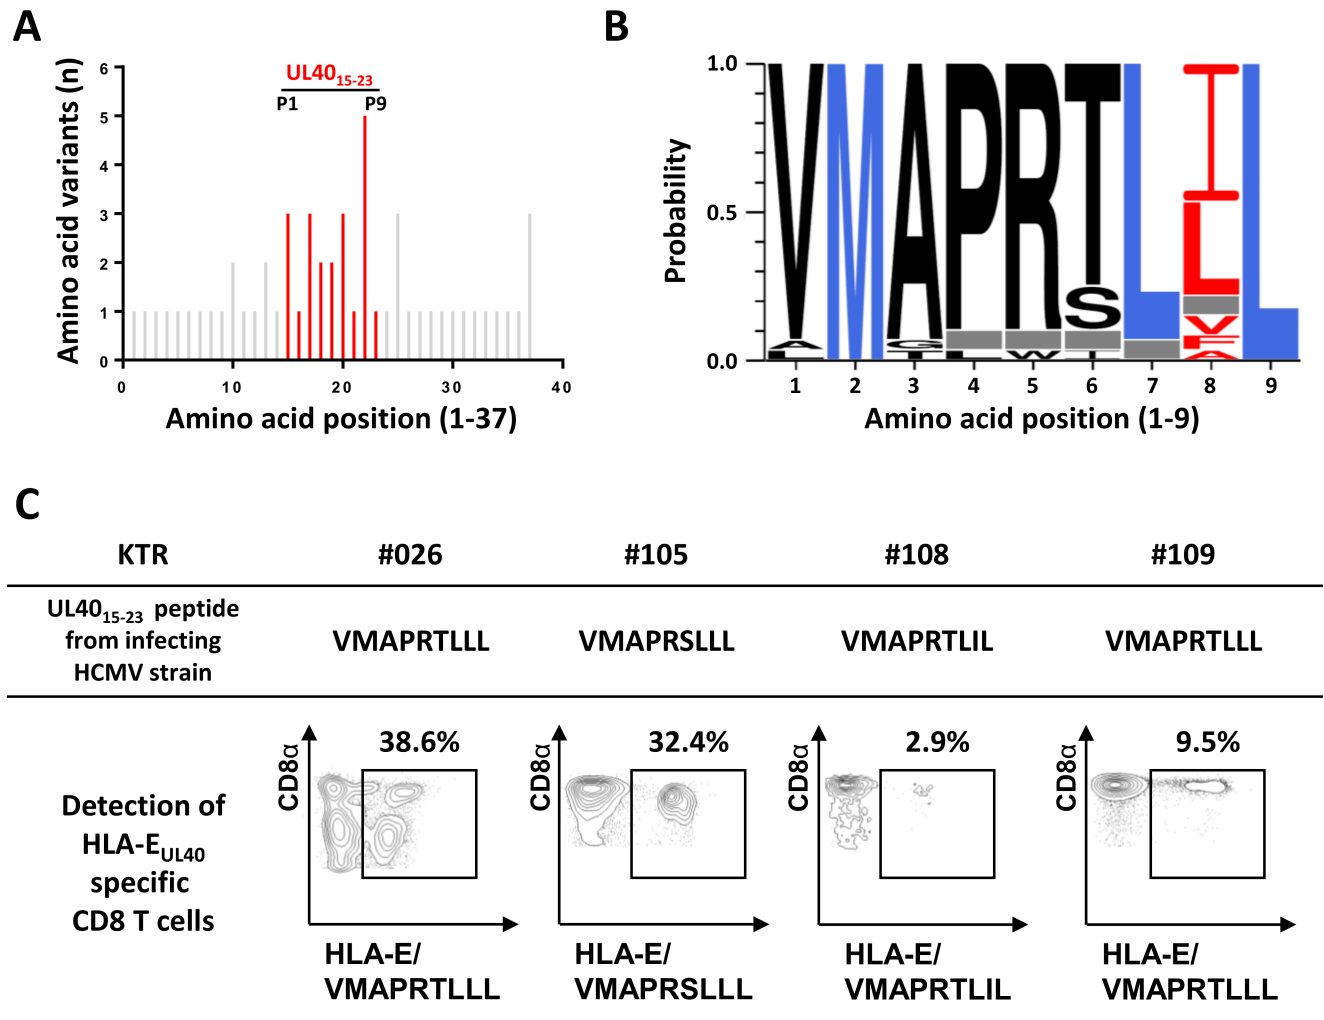 A
Amino acid variants (n)
6
5
4
3
2
1
0
UL40₁₅₋₂₃
P1 P9
0 10 20 30 40
Amino acid position (1-37)
B
Probability
1.0
0.5
0.0
V M A P R T L I L
A G S L V
L T L W I F
A
1 2 3 4 5 6 7 8 9
Amino acid position (1-9)
C
KTR #026 #105 #108 #109
UL40₁₅₋₂₃ peptide
from infecting
HCMV strain
VMAPRTLLL VMAPRSLLL VMAPRTLIL VMAPRTLLL
Detection of
HLA-E_UL40
specific
CD8 T cells
CD8α 38.6% CD8α 32.4% CD8α 2.9% CD8α 9.5%
HLA-E/ HLA-E/ HLA-E/ HLA-E/
VMAPRTLLL VMAPRSLLL VMAPRTLIL VMAPRTLLL